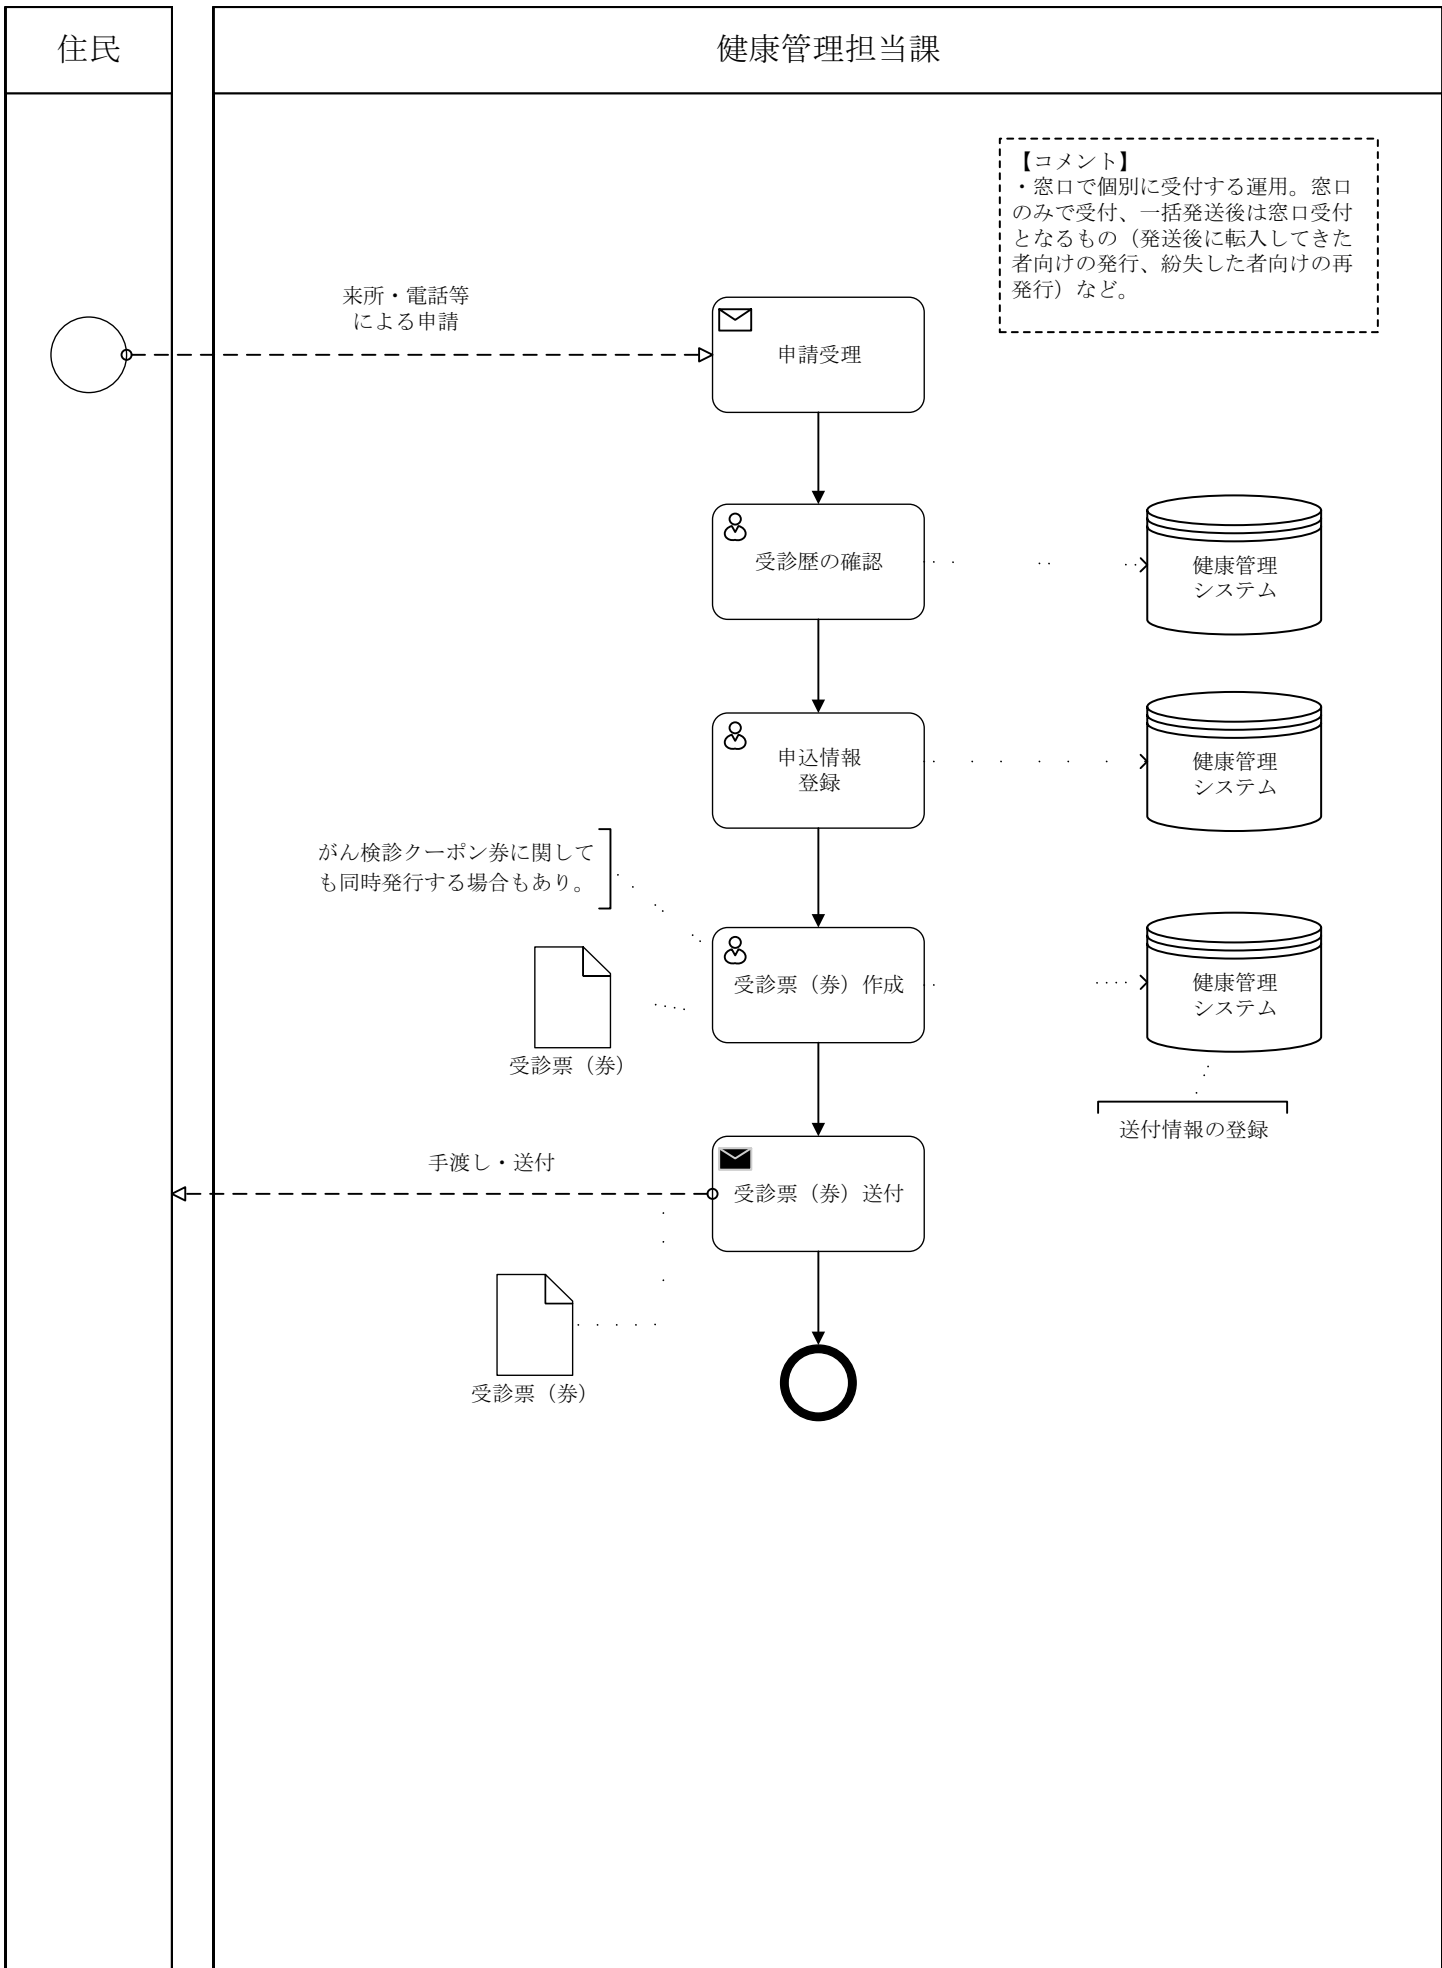 住民
健康管理担当課
【コメント】
・窓口で個別に受付する運用。窓口
のみで受付、一括発送後は窓口受付
となるもの（発送後に転入してきた
者向けの発行、紛失した者向けの再
発行）など。
来所・電話等
による申請
申請受理
受診歴の確認
健康管理
システム
申込情報
登録
健康管理
システム
がん検診クーポン券に関して
も同時発行する場合もあり。
受診票（券）作成
健康管理
システム
受診票（券）
送付情報の登録
手渡し・送付
受診票（券）送付
受診票（券）